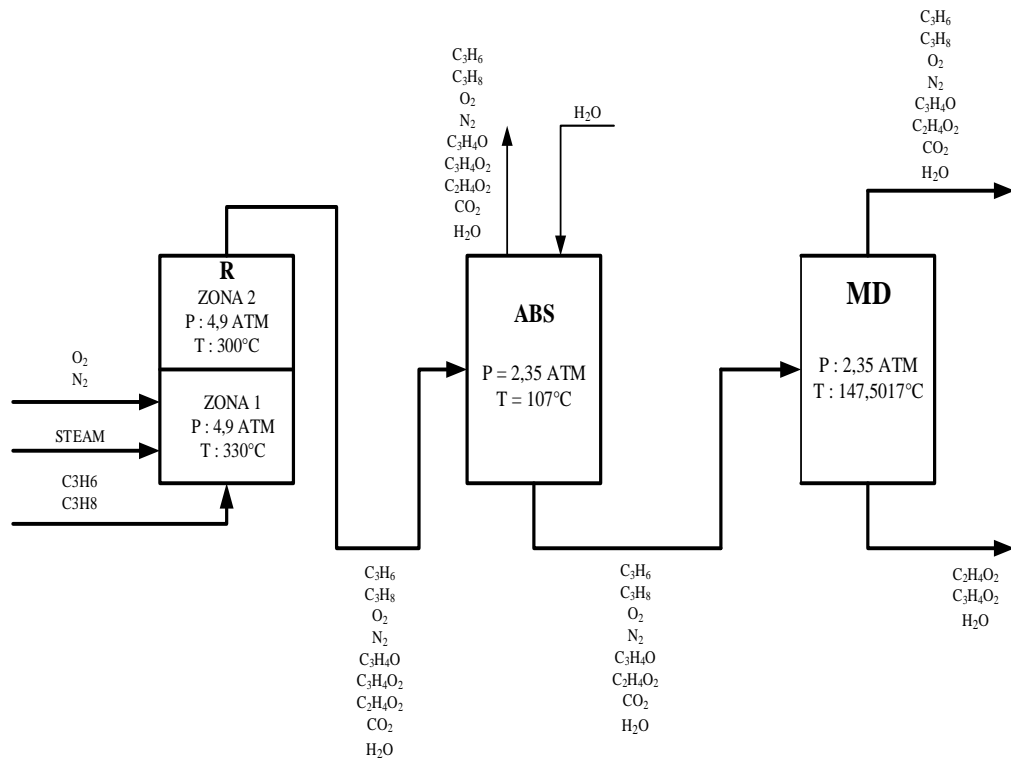 O₂
N₂
STEAM
C3H6
C3H8
R
ZONA 2
P : 4,9 ATM
T : 300°C
ZONA 1
P : 4,9 ATM
T : 330°C
C₃H₆
C₃H₈
O₂
N₂
C₃H₄O
C₃H₄O₂
C₂H₄O₂
CO₂
H₂O
C₃H₆
C₃H₈
O₂
N₂
C₃H₄O
C₃H₄O₂
C₂H₄O₂
CO₂
H₂O
H₂O
ABS
P = 2,35 ATM
T = 107°C
C₃H₆
C₃H₈
O₂
N₂
C₃H₄O
C₂H₄O₂
CO₂
H₂O
C₃H₆
C₃H₈
O₂
N₂
C₃H₄O
C₂H₄O₂
CO₂
H₂O
MD
P : 2,35 ATM
T : 147,5017°C
C₂H₄O₂
C₃H₄O₂
H₂O